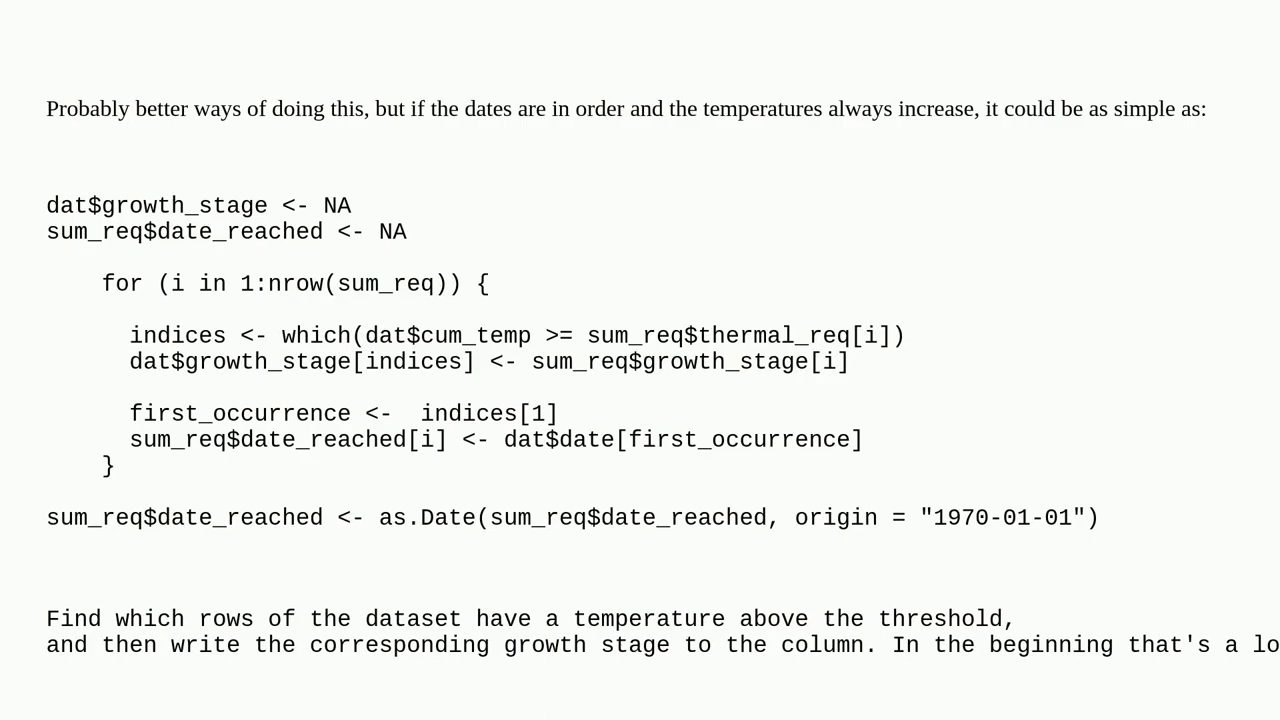 Probably better ways of doing this, but if the dates are in order and the temperatures always increase, it could be as simple as:
dat$growth_stage <- NA
sum_req$date_reached <- NA
for (i in 1:nrow(sum_req)) {
indices <- which(dat$cum_temp >= sum_req$thermal_req[i])
dat$growth_stage[indices] <- sum_req$growth_stage[i]
first_occurrence <-  indices[1]
sum_req$date_reached[i] <- dat$date[first_occurrence]
}
sum_req$date_reached <- as.Date(sum_req$date_reached, origin = "1970-01-01")
Find which rows of the dataset have a temperature above the threshold,
and then write the corresponding growth stage to the column. In the beginning that's a lo